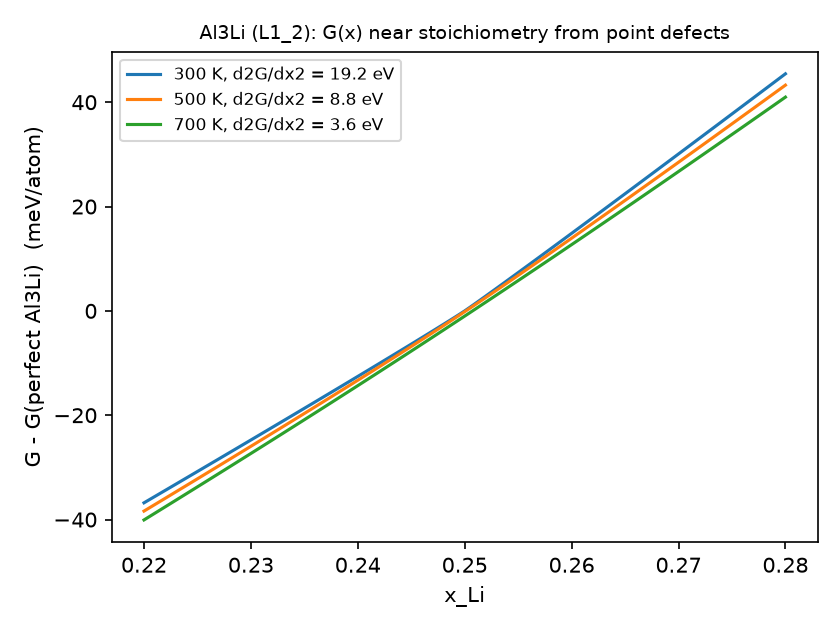 Al3Li (L1_2): G(x) near stoichiometry from point defects
300 K, d2G/dx2 = 19.2 eV
500 K, d2G/dx2 = 8.8 eV
700 K, d2G/dx2 = 3.6 eV
G - G(perfect Al3Li)  (meV/atom)
40
20
0
−20
−40
0.22 0.23 0.24 0.25 0.26 0.27 0.28
x_Li